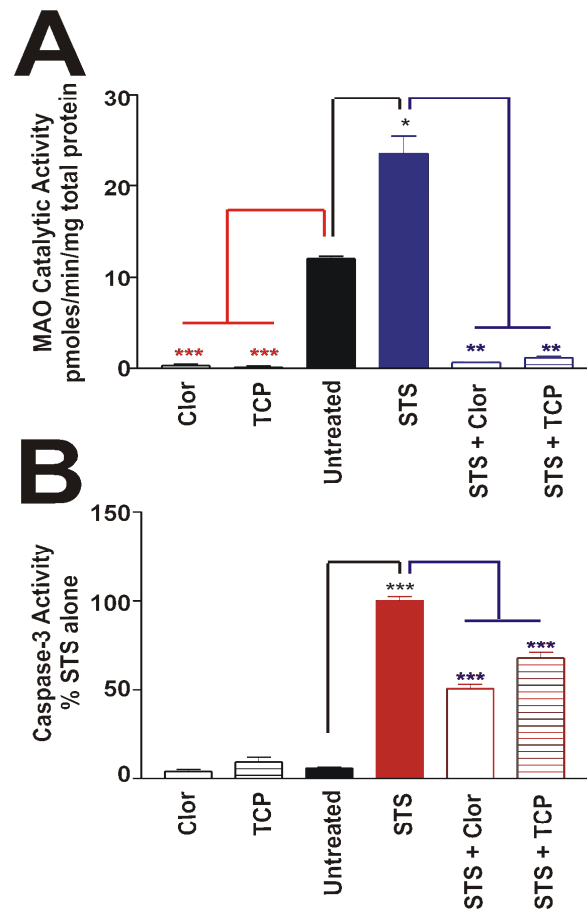 A
MAO Catalytic Activity
pmoles/min/mg total protein
30
20
10
0
*
***
***
**
**
Clor
TCP
Untreated
STS
STS + Clor
STS + TCP
B
Caspase-3 Activity
% STS alone
150
100
50
0
***
***
***
Clor
TCP
Untreated
STS
STS + Clor
STS + TCP